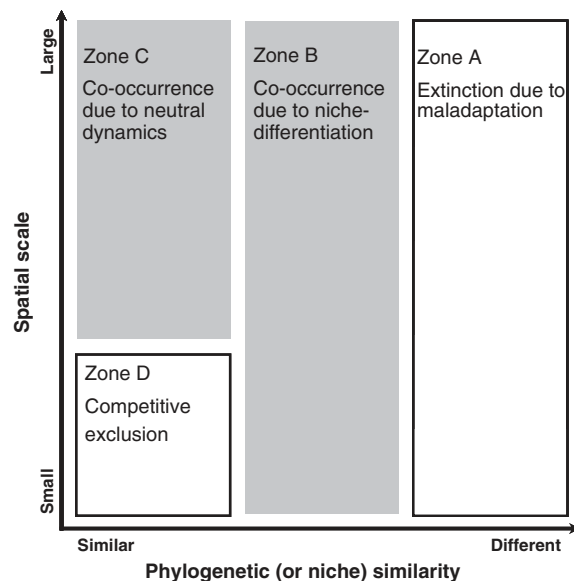 Large
Spatial scale
Small
Zone C
Co-occurrence
due to neutral
dynamics
Zone B
Co-occurrence
due to niche-
differentiation
Zone A
Extinction due to
maladaptation
Zone D
Competitive
exclusion
Similar
Different
Phylogenetic (or niche) similarity